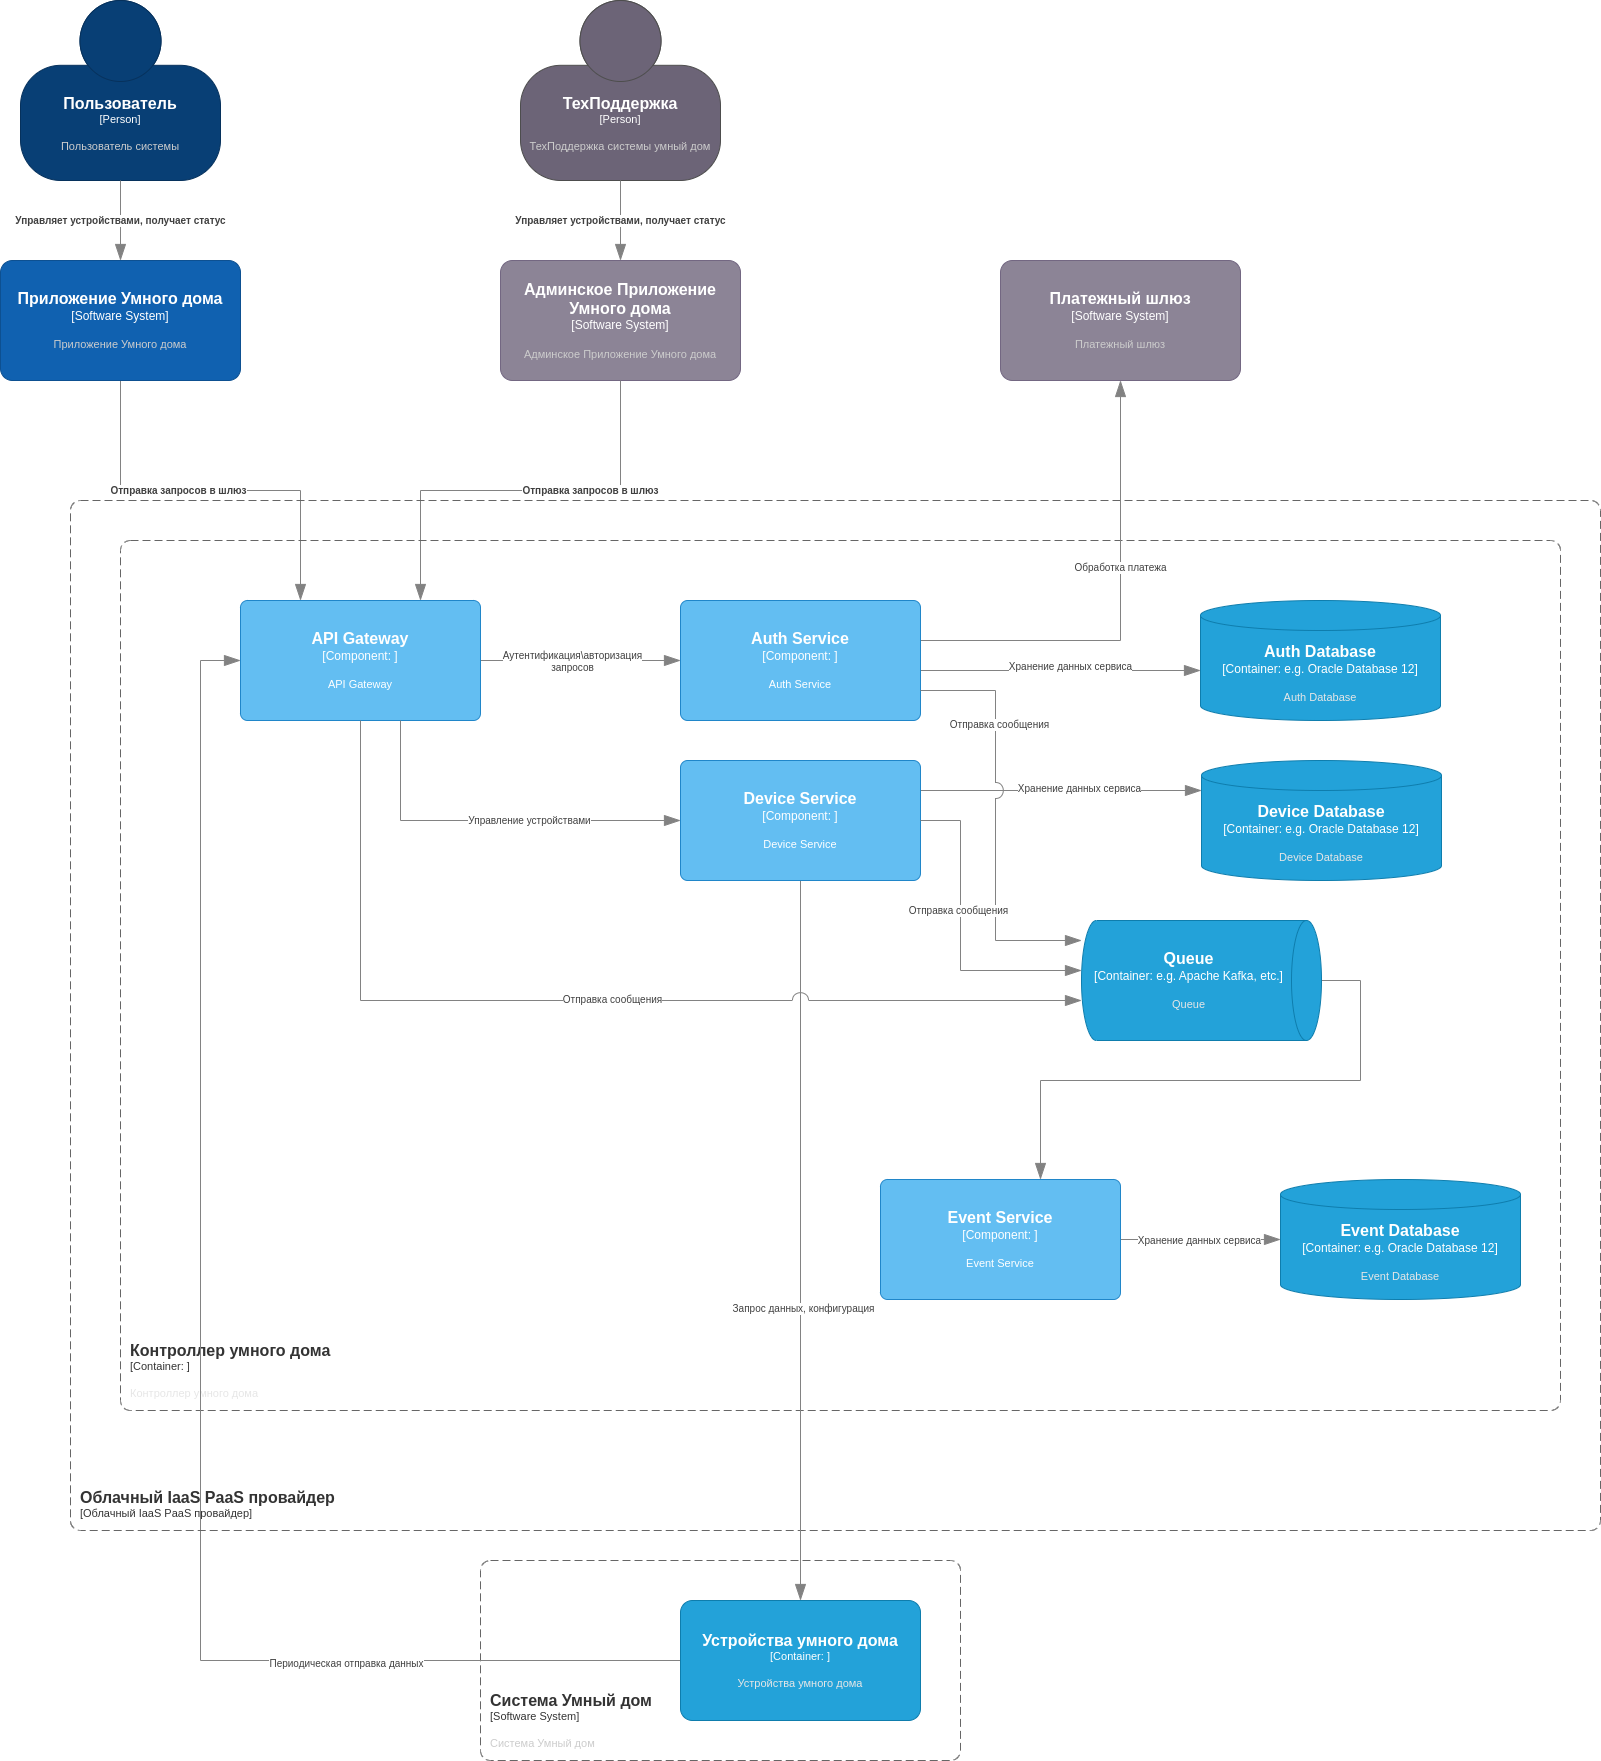 Пользователь
[Person]
Пользователь системы
ТехПоддержка
[Person]
ТехПоддержка системы умный дом
Управляет устройствами, получает статус
Управляет устройствами, получает статус
Приложение Умного дома
[Software System]
Приложение Умного дома
Админское Приложение
Умного дома
[Software System]
Админское Приложение Умного дома
Платежный шлюз
[Software System]
Платежный шлюз
Отправка запросов в шлюз
Отправка запросов в шлюз
Обработка платежа
API Gateway
[Component: ]
API Gateway
Аутентификация\авторизация
запросов
Auth Service
[Component: ]
Auth Service
Хранение данных сервиса
Auth Database
[Container: e.g. Oracle Database 12]
Auth Database
Отправка сообщения
Device Service
[Component: ]
Device Service
Хранение данных сервиса
Device Database
[Container: e.g. Oracle Database 12]
Device Database
Управление устройствами
Отправка сообщения
Queue
[Container: e.g. Apache Kafka, etc.]
Queue
Отправка сообщения
Event Service
[Component: ]
Event Service
Хранение данных сервиса
Event Database
[Container: e.g. Oracle Database 12]
Event Database
Запрос данных, конфигурация
Контроллер умного дома
[Container: ]
Контроллер умного дома
Облачный IaaS PaaS провайдер
[Облачный IaaS PaaS провайдер]
Устройства умного дома
[Container: ]
Устройства умного дома
Периодическая отправка данных
Система Умный дом
[Software System]
Система Умный дом